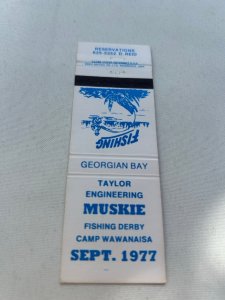 RESERVATIONS
FISHING
GEORGIAN BAY
TAYLOR
ENGINEERING
MUSKIE
FISHING DERBY
CAMP WAWANAISA
SEPT. 1977